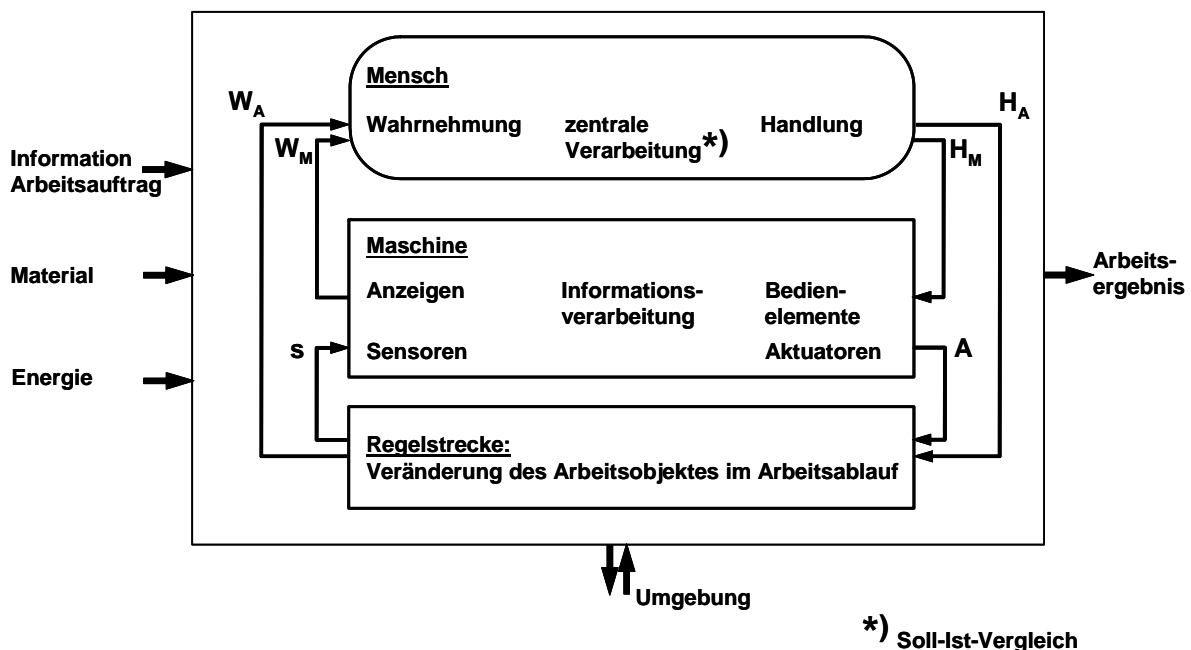 Mensch
W_A
H_A
Wahrnehmung
zentrale
Verarbeitung*)
Handlung
W_M
H_M
Information
Arbeitsauftrag
Maschine
Material
Anzeigen
Informations-
verarbeitung
Bedien-
elemente
Arbeits-
ergebnis
s
Sensoren
Aktuatoren
A
Energie
Regelstrecke:
Veränderung des Arbeitsobjektes im Arbeitsablauf
Umgebung
*) Soll-Ist-Vergleich